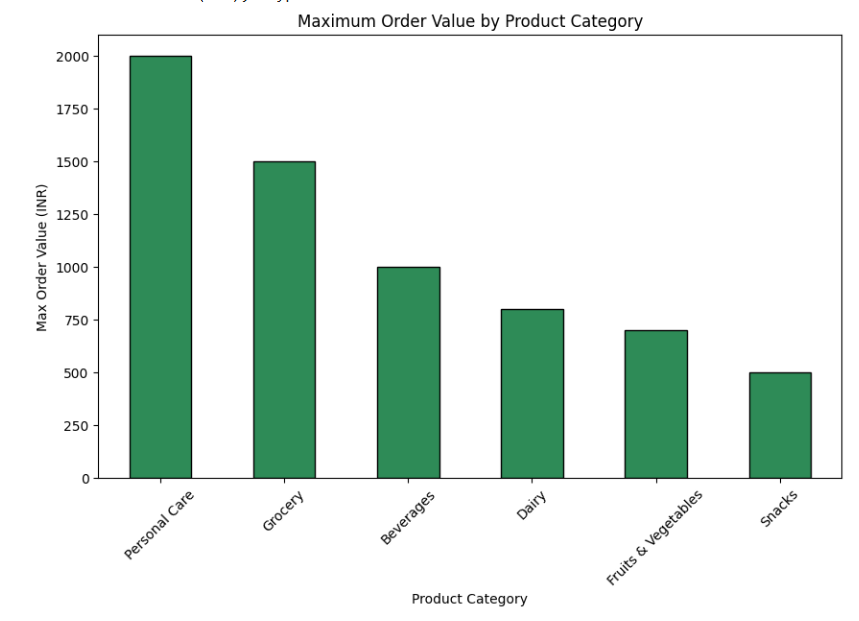 Maximum Order Value by Product Category
Max Order Value (INR)
2000
1750
1500
1250
1000
750
500
250
0
Personal Care
Grocery
Beverages
Dairy
Fruits & Vegetables
Snacks
Product Category